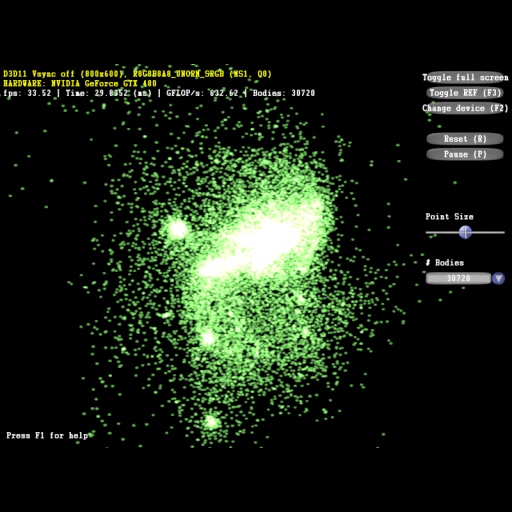 D3D11 Vsync off (800x600), R8G8B8A8_UNORM_SRGB (MS1, Q0)
HARDWARE: NVIDIA GeForce GTX 480
fps: 33.52 | Time: 29.8352 (ms) | GFLOP/s: 632.62 | Bodies: 30720
Toggle full screen
Toggle REF (F3)
Change device (F2)
Reset (R)
Pause (P)
Point Size
# Bodies
30720
Press F1 for help